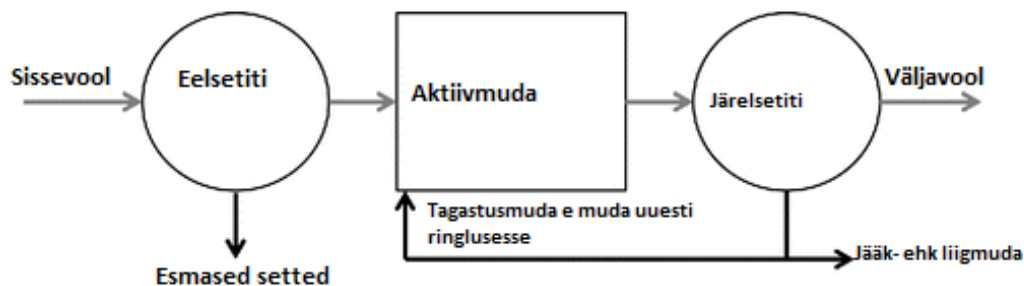 Sissevool
Eelsetiti
Aktiivmuda
Järelsetiti
Väljavool
Tagastusmuda e muda uuesti
ringlusesse
Esmased setted
Jääk- ehk liigmuda